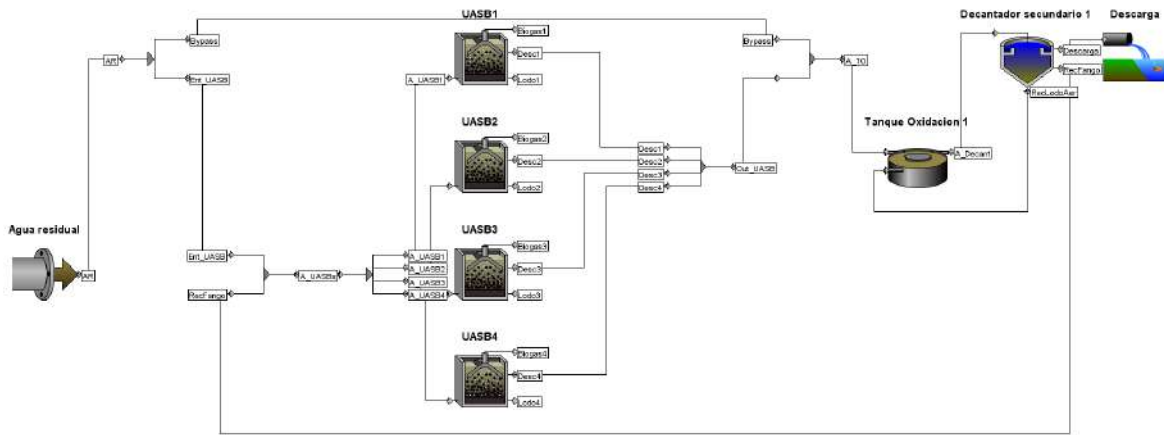 UASB1
Decantador secundario 1
Descarga
Bypass
Biogas1
Bypass
Descarga
AR
Desc1
A_TO
RecFango
Ent_UASB
A_UASB1
Lodo1
RecLodoAer
UASB2
Tanque Oxidacion 1
Biogas2
Desc1
A_Decant
Desc2
Desc2
Out_UASB
Desc3
Lodo2
Desc4
Agua residual
UASB3
Ent_UASB
A_UASB1
Biogas3
A_UASB2
AR
A_UASBs
Desc3
A_UASB3
RecFango
A_UASB4
Lodo3
UASB4
Biogas4
Desc4
Lodo4